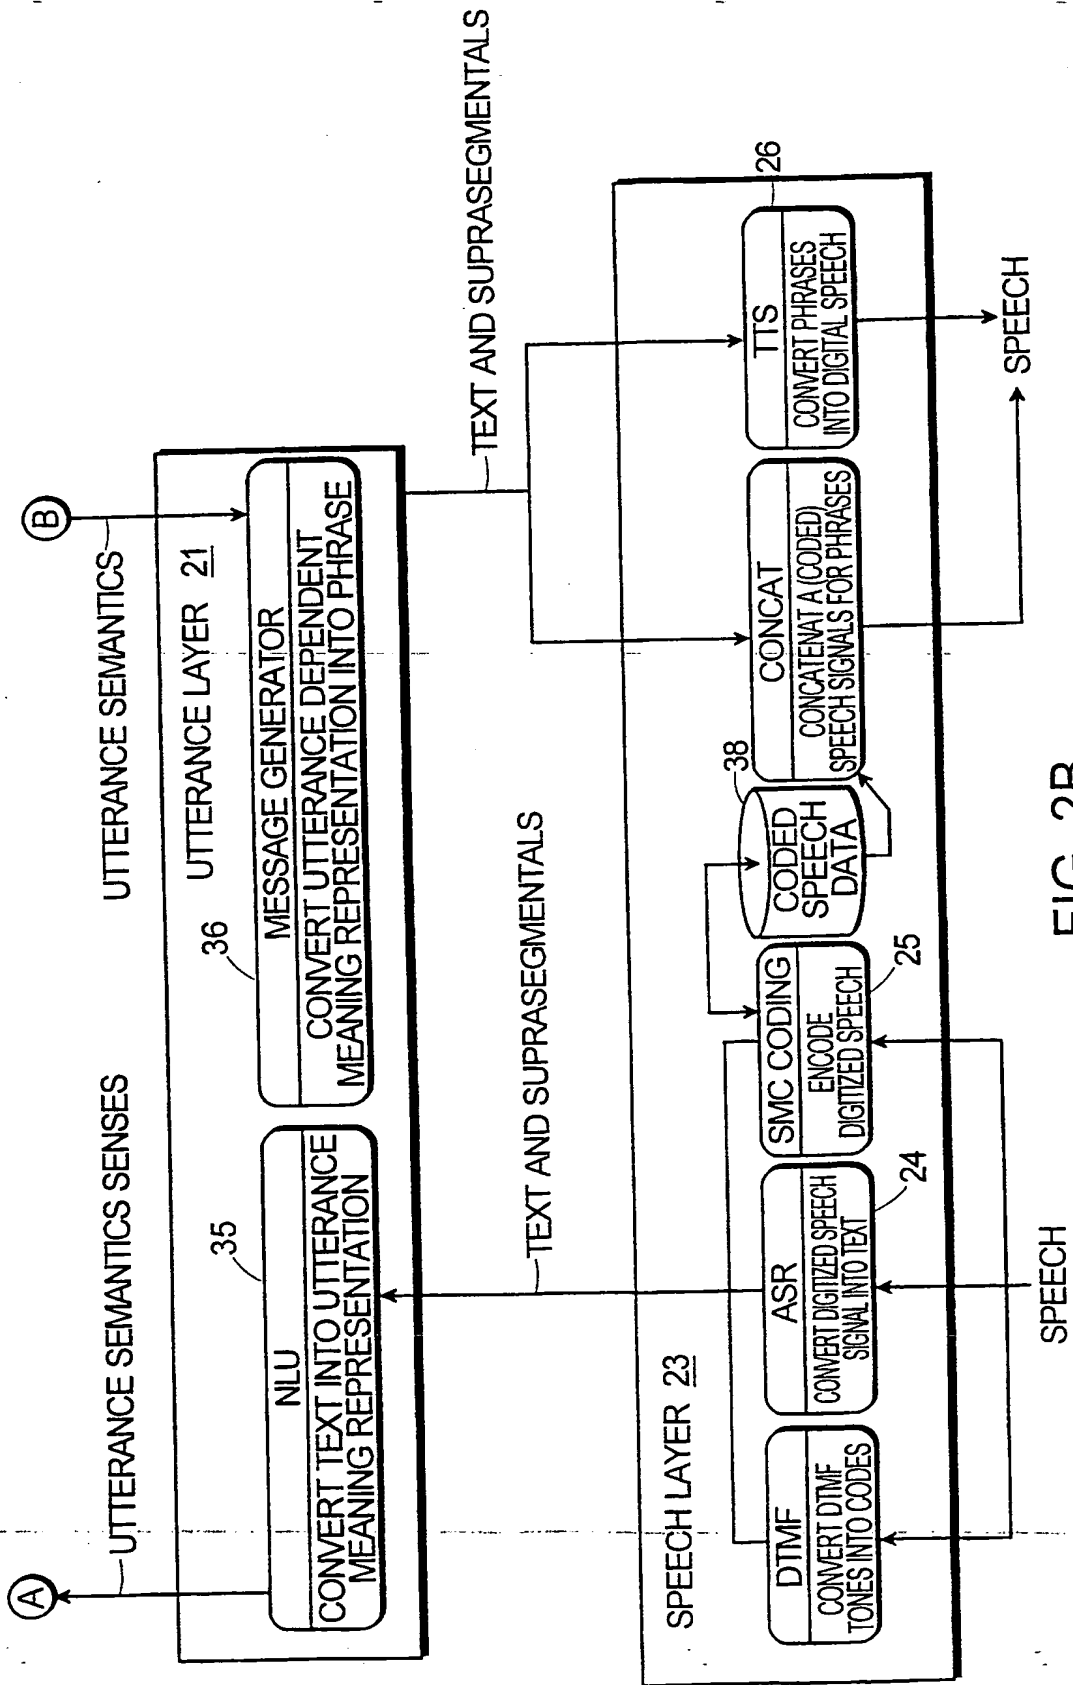 A
UTTERANCE SEMANTICS SENSES
UTTERANCE SEMANTICS
B
UTTERANCE LAYER 21
35
NLU
CONVERT TEXT INTO UTTERANCE
MEANING REPRESENTATION
36
MESSAGE GENERATOR
CONVERT UTTERANCE DEPENDENT
MEANING REPRESENTATION INTO PHRASE
TEXT AND SUPRASEGMENTALS
TEXT AND SUPRASEGMENTALS
SPEECH LAYER 23
DTMF
CONVERT DTMF
TONES INTO CODES
ASR
CONVERT DIGITIZED SPEECH
SIGNAL INTO TEXT
24
SMC CODING
ENCODE
DIGITIZED SPEECH
25
38
CODED
SPEECH
DATA
CONCAT
CONCATENAT A (CODED)
SPEECH SIGNALS FOR PHRASES
26
TTS
CONVERT PHRASES
INTO DIGITAL SPEECH
SPEECH
SPEECH
FIG. 2B